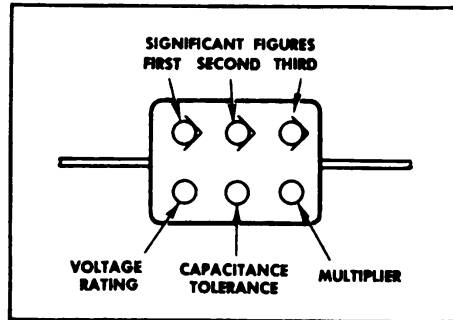 SIGNIFICANT FIGURES
FIRST SECOND THIRD
VOLTAGE
RATING
CAPACITANCE
TOLERANCE
MULTIPLIER